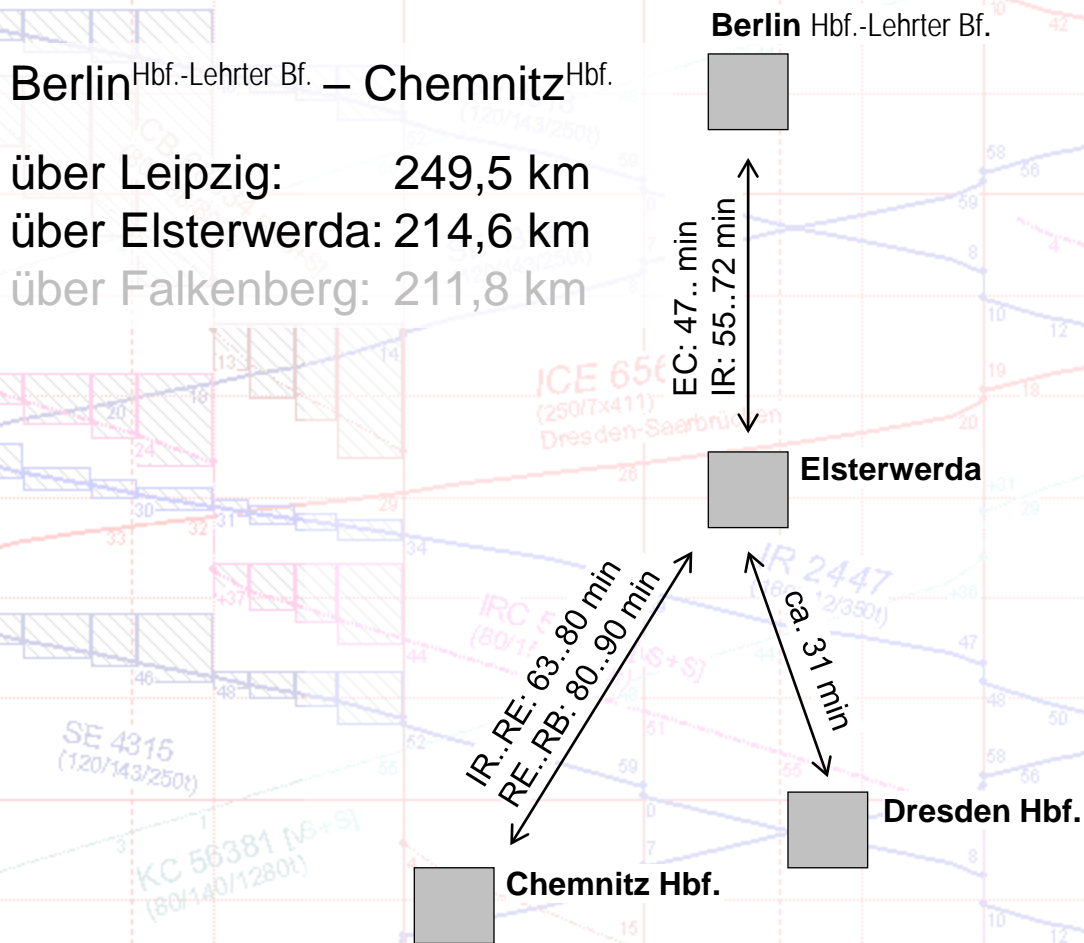 Berlin Hbf.-Lehrter Bf.
Berlin Hbf.-Lehrter Bf. – Chemnitz Hbf.
über Leipzig: 249,5 km
über Elsterwerda: 214,6 km
über Falkenberg: 211,8 km
EC: 47.. min
IR: 55..72 min
ICE 656
(250/7x411)
Dresden-Saarbrücken
Elsterwerda
IR 2447
IR..RE: 63..80 min
RE..RB: 80..90 min
ca. 31 min
SE 4315
(120/143/250t)
KC 56381
(80/140/1280t)
Dresden Hbf.
Chemnitz Hbf.